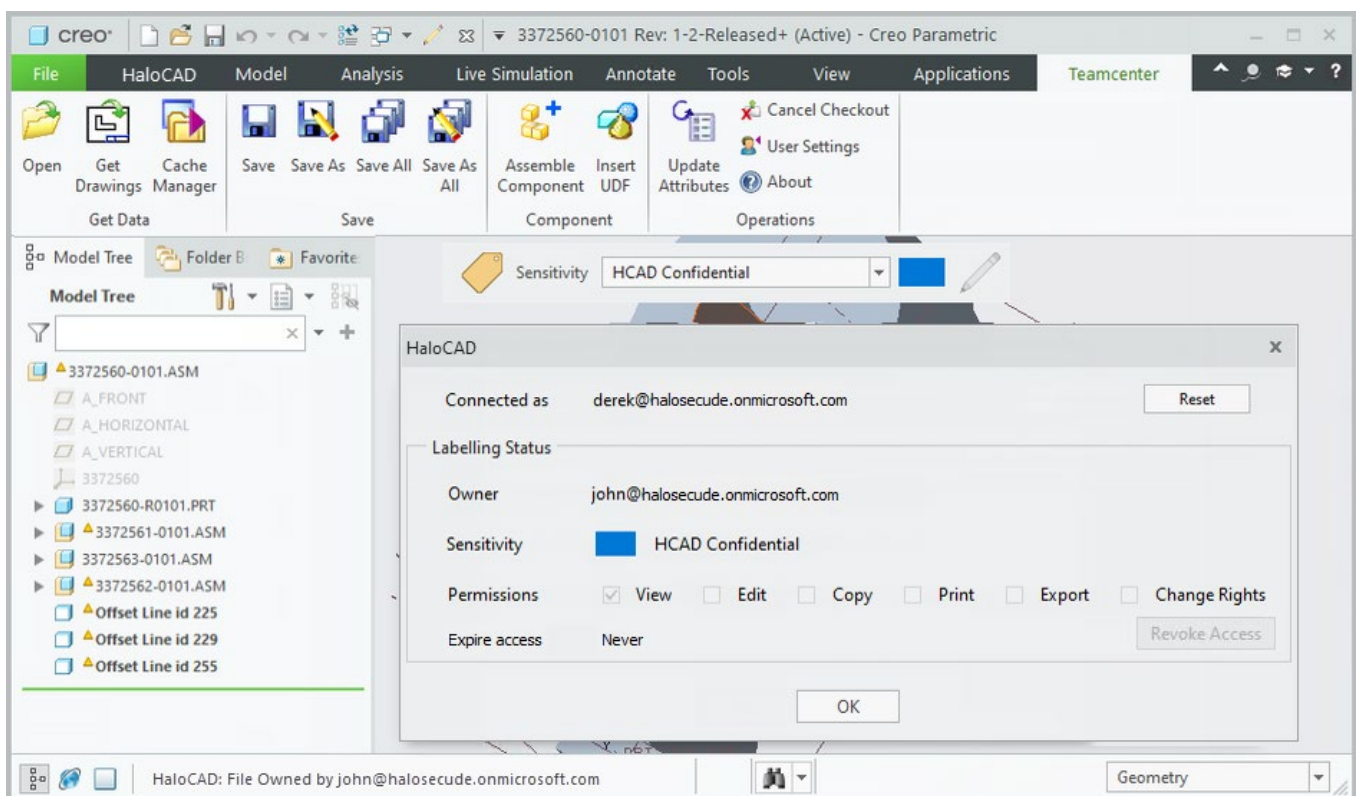 creo® 3372560-0101 Rev: 1-2-Released+ (Active) - Creo Parametric
File HaloCAD Model Analysis Live Simulation Annotate Tools View Applications Teamcenter
Open Get Drawings Cache Manager Save Save As Save All Save As All Assemble Component Insert UDF Update Attributes
Cancel Checkout
User Settings
About
Get Data Save Component Operations
Model Tree Folder B Favorite
Sensitivity HCAD Confidential
Model Tree
3372560-0101.ASM
A_FRONT
A_HORIZONTAL
A_VERTICAL
3372560
3372560-R0101.PRT
3372561-0101.ASM
3372563-0101.ASM
3372562-0101.ASM
Offset Line id 225
Offset Line id 229
Offset Line id 255
HaloCAD
Connected as derek@halosecude.onmicrosoft.com Reset
Labelling Status
Owner john@halosecude.onmicrosoft.com
Sensitivity HCAD Confidential
Permissions View Edit Copy Print Export Change Rights
Expire access Never Revoke Access
OK
HaloCAD: File Owned by john@halosecude.onmicrosoft.com Geometry